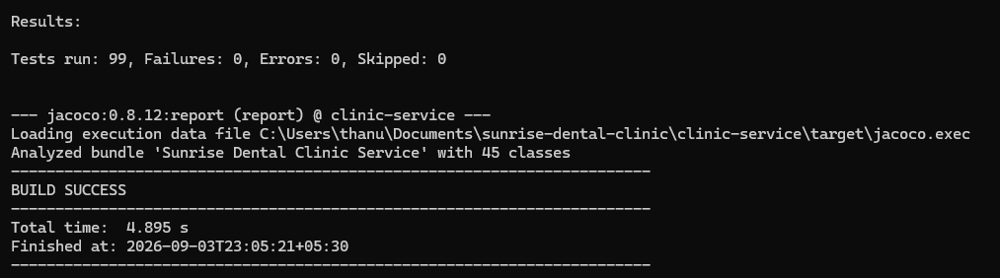 Results:
Tests run: 99, Failures: 0, Errors: 0, Skipped: 0
--- jacoco:0.8.12:report (report) @ clinic-service ---
Loading execution data file C:\Users\thanu\Documents\sunrise-dental-clinic\clinic-service\target\jacoco.exec
Analyzed bundle 'Sunrise Dental Clinic Service' with 45 classes
------------------------------------------------------------------------
BUILD SUCCESS
------------------------------------------------------------------------
Total time:  4.895 s
Finished at: 2026-09-03T23:05:21+05:30
------------------------------------------------------------------------